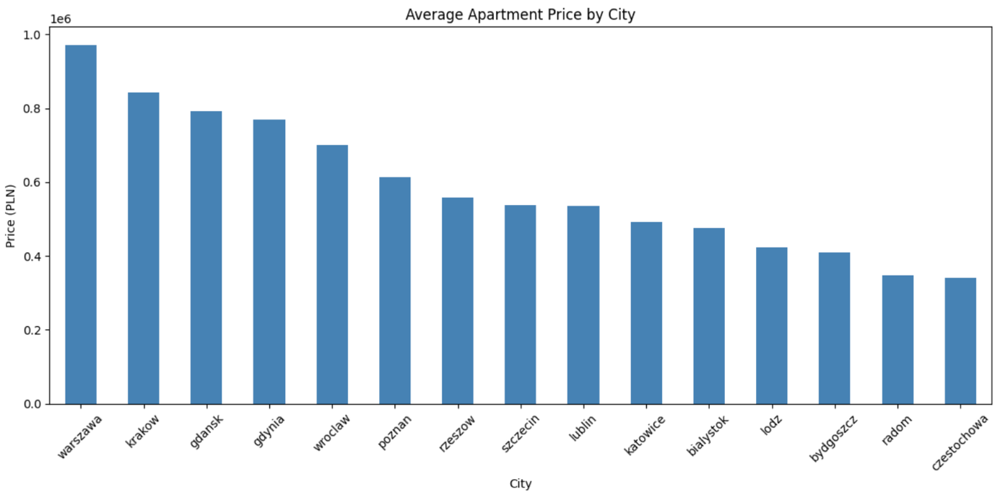 Average Apartment Price by City
1e6
1.0
0.8
0.6
0.4
0.2
0.0
Price (PLN)
warszawa
krakow
gdansk
gdynia
wroclaw
poznan
rzeszow
szczecin
lublin
katowice
bialystok
lodz
bydgoszcz
radom
czestochowa
City